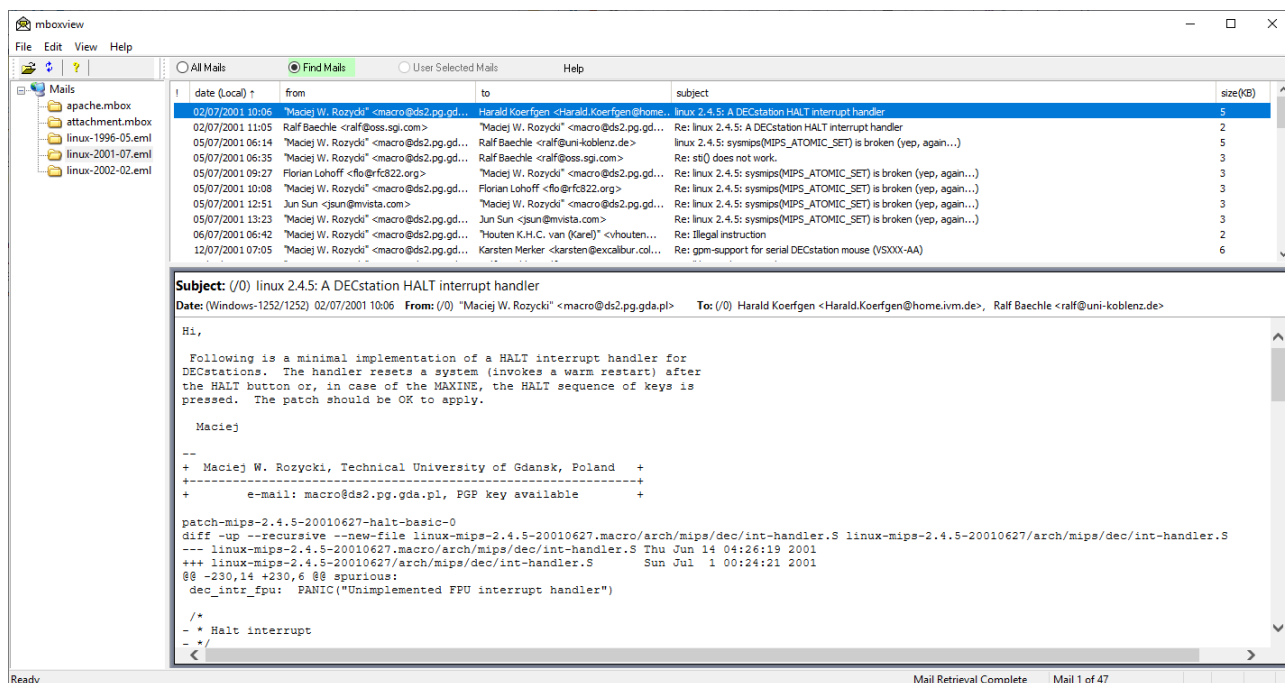 mboxview
File Edit View Help
All Mails Find Mails User Selected Mails Help
Mails
apache.mbox
attachment.mbox
linux-1996-05.eml
linux-2001-07.eml
linux-2002-02.eml
! date (Local) ↑ from to subject size(KB)
02/07/2001 10:06 "Maciej W. Rozycki" <macro@ds2.pg.gd... Harald Koerfgen <Harald.Koerfgen@home... linux 2.4.5: A DECstation HALT interrupt handler 5
02/07/2001 11:05 Ralf Baechle <ralf@oss.sgi.com> "Maciej W. Rozycki" <macro@ds2.pg.gd... Re: linux 2.4.5: A DECstation HALT interrupt handler 2
05/07/2001 06:14 "Maciej W. Rozycki" <macro@ds2.pg.gd... Ralf Baechle <ralf@uni-koblenz.de> linux 2.4.5: sysmips(MIPS_ATOMIC_SET) is broken (yep, again...) 5
05/07/2001 06:35 "Maciej W. Rozycki" <macro@ds2.pg.gd... Ralf Baechle <ralf@oss.sgi.com> Re: sti() does not work. 3
05/07/2001 09:27 Florian Lohoff <flo@rfc822.org> "Maciej W. Rozycki" <macro@ds2.pg.gd... Re: linux 2.4.5: sysmips(MIPS_ATOMIC_SET) is broken (yep, again...) 3
05/07/2001 10:08 "Maciej W. Rozycki" <macro@ds2.pg.gd... Florian Lohoff <flo@rfc822.org> Re: linux 2.4.5: sysmips(MIPS_ATOMIC_SET) is broken (yep, again...) 3
05/07/2001 12:51 Jun Sun <jsun@mvista.com> "Maciej W. Rozycki" <macro@ds2.pg.gd... Re: linux 2.4.5: sysmips(MIPS_ATOMIC_SET) is broken (yep, again...) 3
05/07/2001 13:23 "Maciej W. Rozycki" <macro@ds2.pg.gd... Jun Sun <jsun@mvista.com> Re: linux 2.4.5: sysmips(MIPS_ATOMIC_SET) is broken (yep, again...) 3
06/07/2001 06:42 "Maciej W. Rozycki" <macro@ds2.pg.gd... "Houten K.H.C. van (Karel)" <vhouten... Re: Illegal instruction 2
12/07/2001 07:05 "Maciej W. Rozycki" <macro@ds2.pg.gd... Karsten Merker <karsten@excalibur.col... Re: gpm-support for serial DECstation mouse (VSXXX-AA) 6
Subject: (/0) linux 2.4.5: A DECstation HALT interrupt handler
Date: (Windows-1252/1252) 02/07/2001 10:06 From: (/0) "Maciej W. Rozycki" <macro@ds2.pg.gda.pl> To: (/0) Harald Koerfgen <Harald.Koerfgen@home.ivm.de>, Ralf Baechle <ralf@uni-koblenz.de>
Hi,
Following is a minimal implementation of a HALT interrupt handler for
DECstations. The handler resets a system (invokes a warm restart) after
the HALT button or, in case of the MAXINE, the HALT sequence of keys is
pressed. The patch should be OK to apply.
Maciej
--
+ Maciej W. Rozycki, Technical University of Gdansk, Poland +
+--------------------------------------------------------------+
+ e-mail: macro@ds2.pg.gda.pl, PGP key available +
patch-mips-2.4.5-20010627-halt-basic-0
diff -up --recursive --new-file linux-mips-2.4.5-20010627.macro/arch/mips/dec/int-handler.S linux-mips-2.4.5-20010627/arch/mips/dec/int-handler.S
--- linux-mips-2.4.5-20010627.macro/arch/mips/dec/int-handler.S Thu Jun 14 04:26:19 2001
+++ linux-mips-2.4.5-20010627/arch/mips/dec/int-handler.S Sun Jul 1 00:24:21 2001
@@ -230,14 +230,6 @@ spurious:
dec_intr_fpu: PANIC("Unimplemented FPU interrupt handler")
/*
- * Halt interrupt
- */
Ready Mail Retrieval Complete Mail 1 of 47